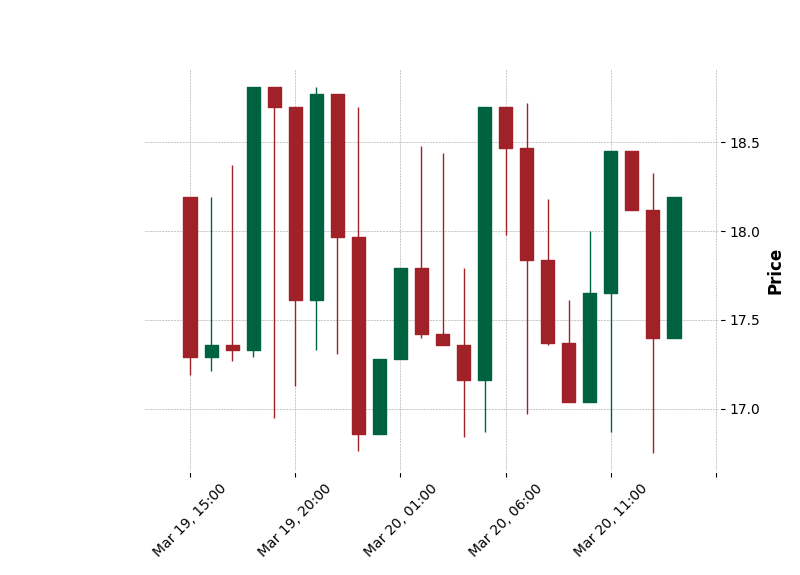 18.5
18.0
17.5
17.0
Price
Mar 19, 15:00
Mar 19, 20:00
Mar 20, 01:00
Mar 20, 06:00
Mar 20, 11:00